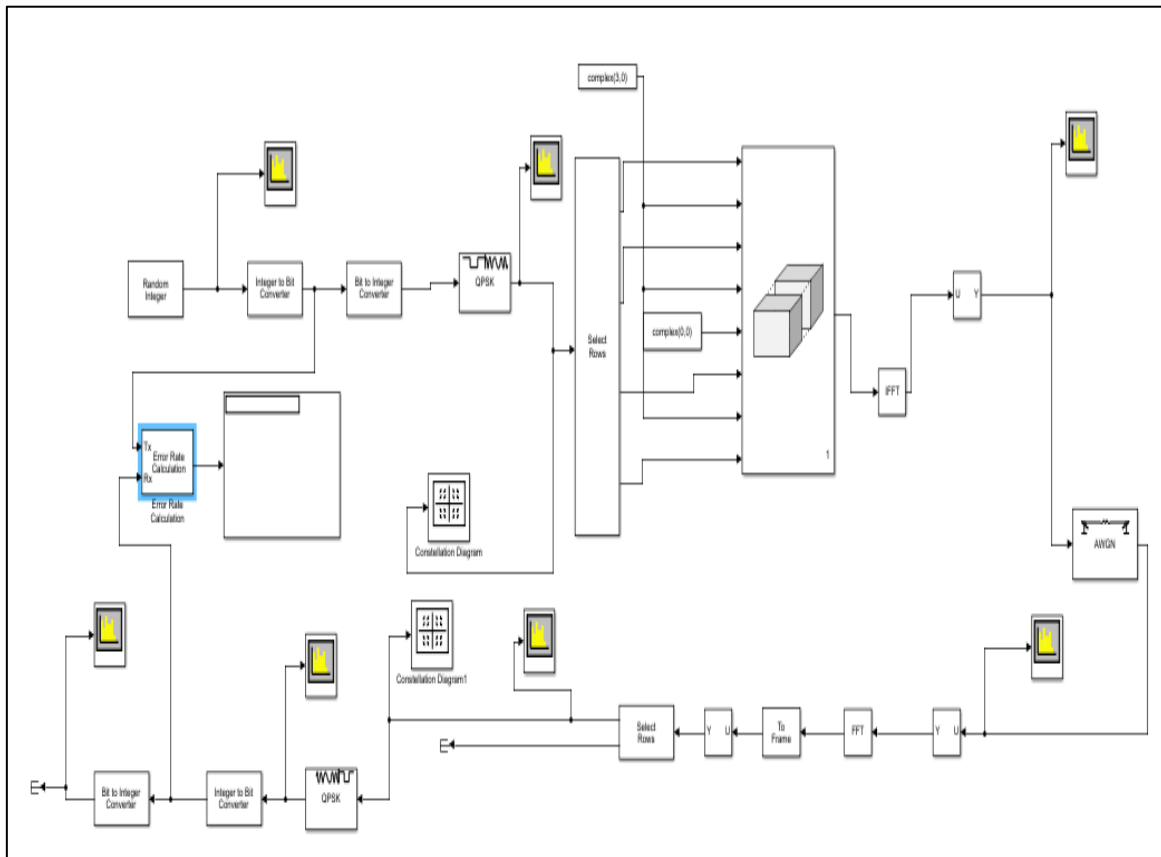 complex(3,0)
Random
Integer
Integer to Bit
Converter
Bit to Integer
Converter
QPSK
Select
Rows
complex(0,0)
1
IFFT
U Y
Tx
Rx
Error Rate
Calculation
Error Rate
Calculation
Constellation Diagram
AWGN
Constellation Diagram1
Select
Rows
Y U
To
Frame
FFT
Y U
QPSK
Integer to Bit
Converter
Bit to Integer
Converter